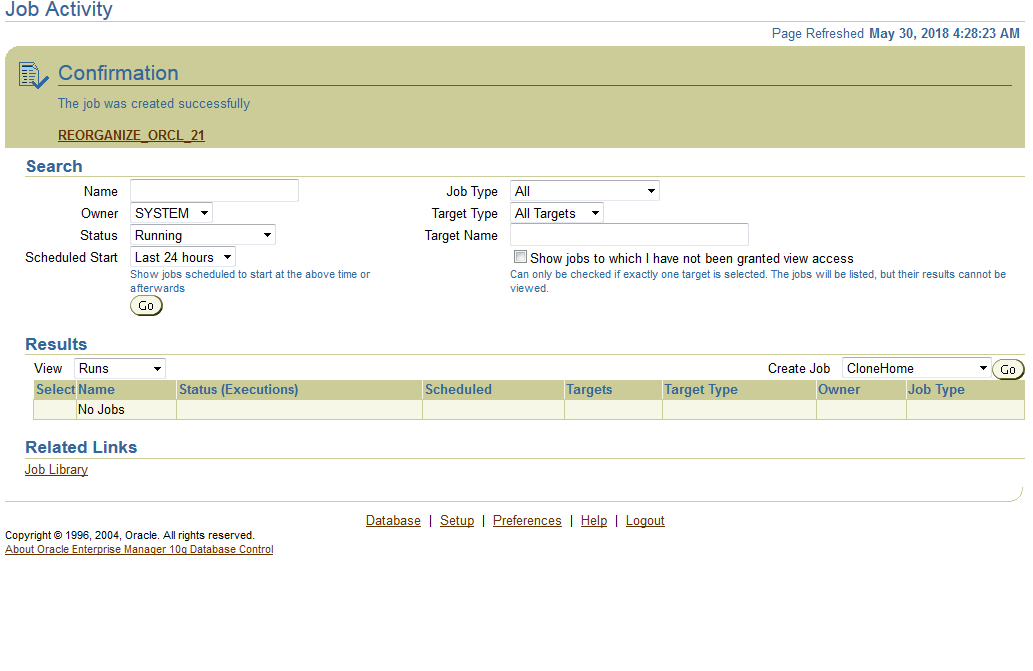 Job Activity
Page Refreshed May 30, 2018 4:28:23 AM
Confirmation
The job was created successfully
REORGANIZE_ORCL_21
Search
Name Job Type All
Owner SYSTEM Target Type All Targets
Status Running Target Name
Scheduled Start Last 24 hours Show jobs to which I have not been granted view access
Show jobs scheduled to start at the above time or Can only be checked if exactly one target is selected. The jobs will be listed, but their results cannot be
afterwards viewed.
Go
Results
View Runs Create Job CloneHome Go
Select Name Status (Executions) Scheduled Targets Target Type Owner Job Type
No Jobs
Related Links
Job Library
Database | Setup | Preferences | Help | Logout
Copyright © 1996, 2004, Oracle. All rights reserved.
About Oracle Enterprise Manager 10g Database Control